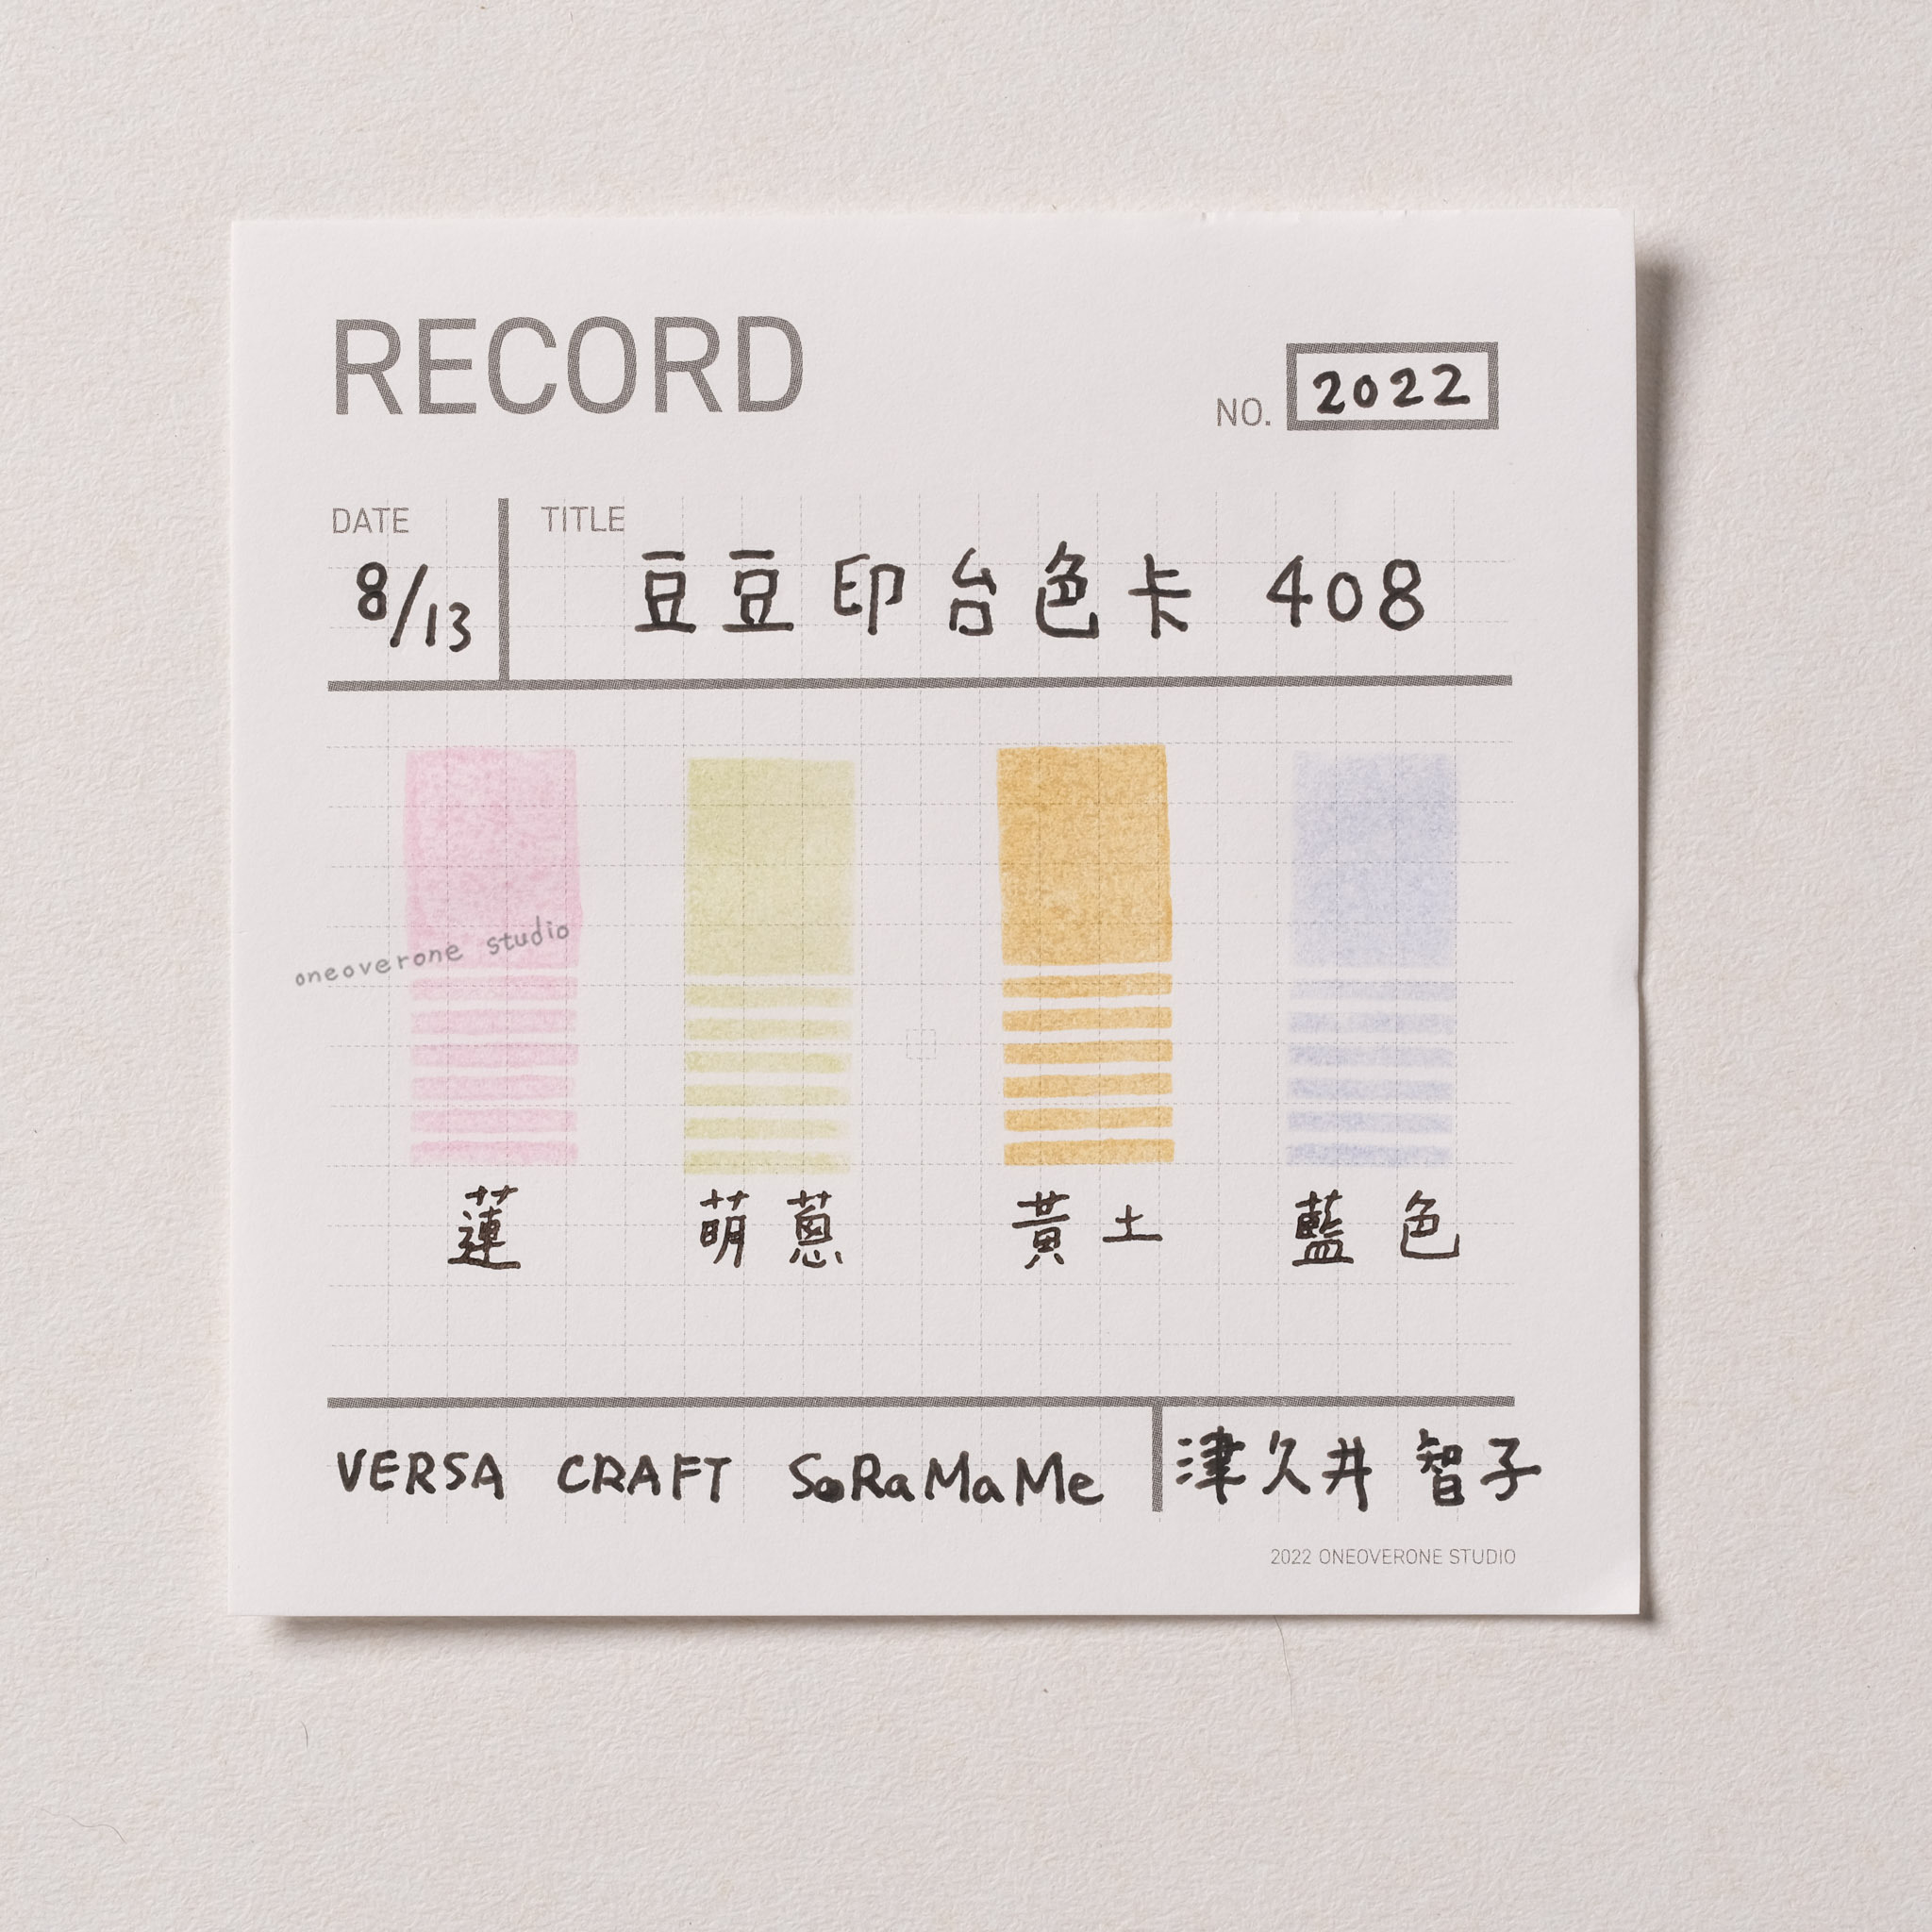 RECORD
NO. 2022
DATE TITLE
8/13 豆豆印台色卡 408
oneoverone studio
蓮 萌蔥 黃土 藍色
VERSA CRAFT SoRaMaMe 津久井 智子
2022 ONEOVERONE STUDIO